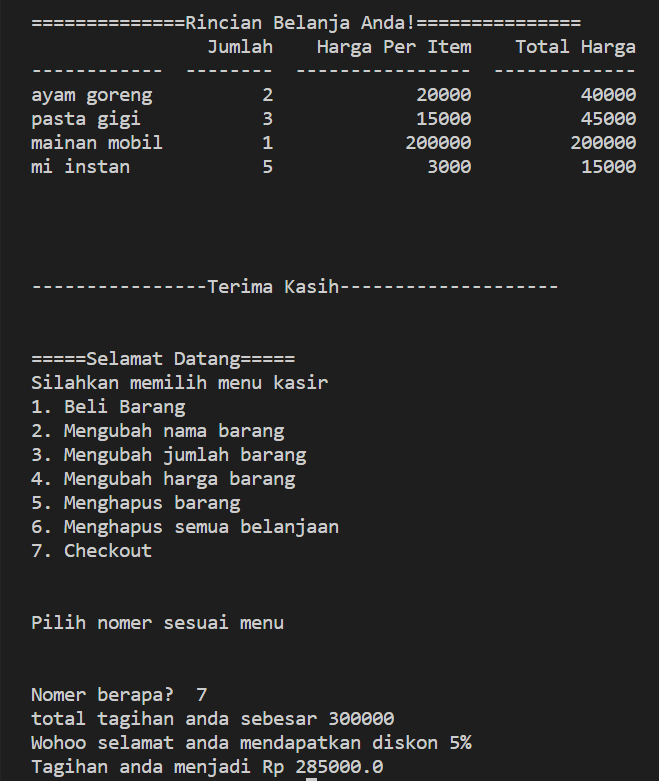 ==============Rincian Belanja Anda!===============
Jumlah    Harga Per Item    Total Harga
------------  --------  ----------------  -------------
ayam goreng          2             20000          40000
pasta gigi           3             15000          45000
mainan mobil         1            200000         200000
mi instan            5              3000          15000
----------------Terima Kasih--------------------
=====Selamat Datang=====
Silahkan memilih menu kasir
1. Beli Barang
2. Mengubah nama barang
3. Mengubah jumlah barang
4. Mengubah harga barang
5. Menghapus barang
6. Menghapus semua belanjaan
7. Checkout
Pilih nomer sesuai menu
Nomer berapa?  7
total tagihan anda sebesar 300000
Wohoo selamat anda mendapatkan diskon 5%
Tagihan anda menjadi Rp 285000.0